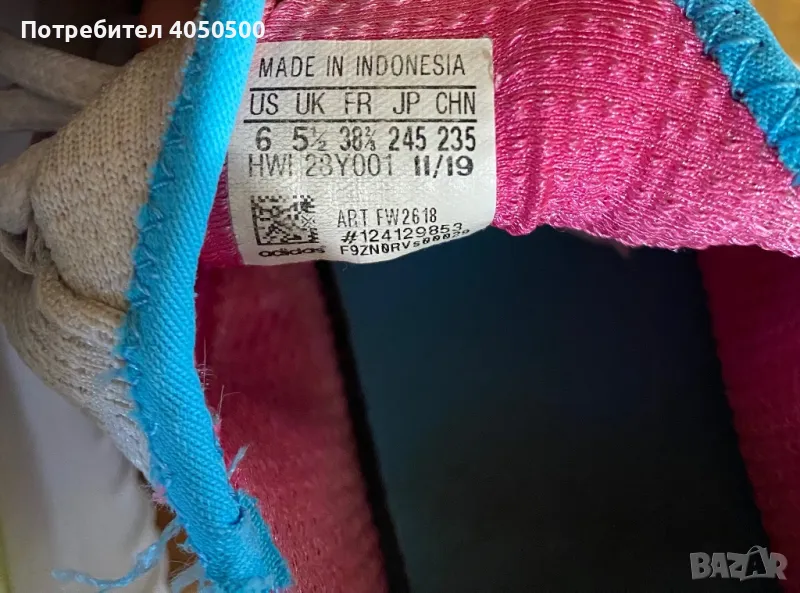 Потребител 4050500
MADE IN INDONESIA
US UK FR JP CHN
6 5½ 38⅔ 245 235
HWI 23Y001 11/19
ART FW2618
#124129853
adidas
BAZAR